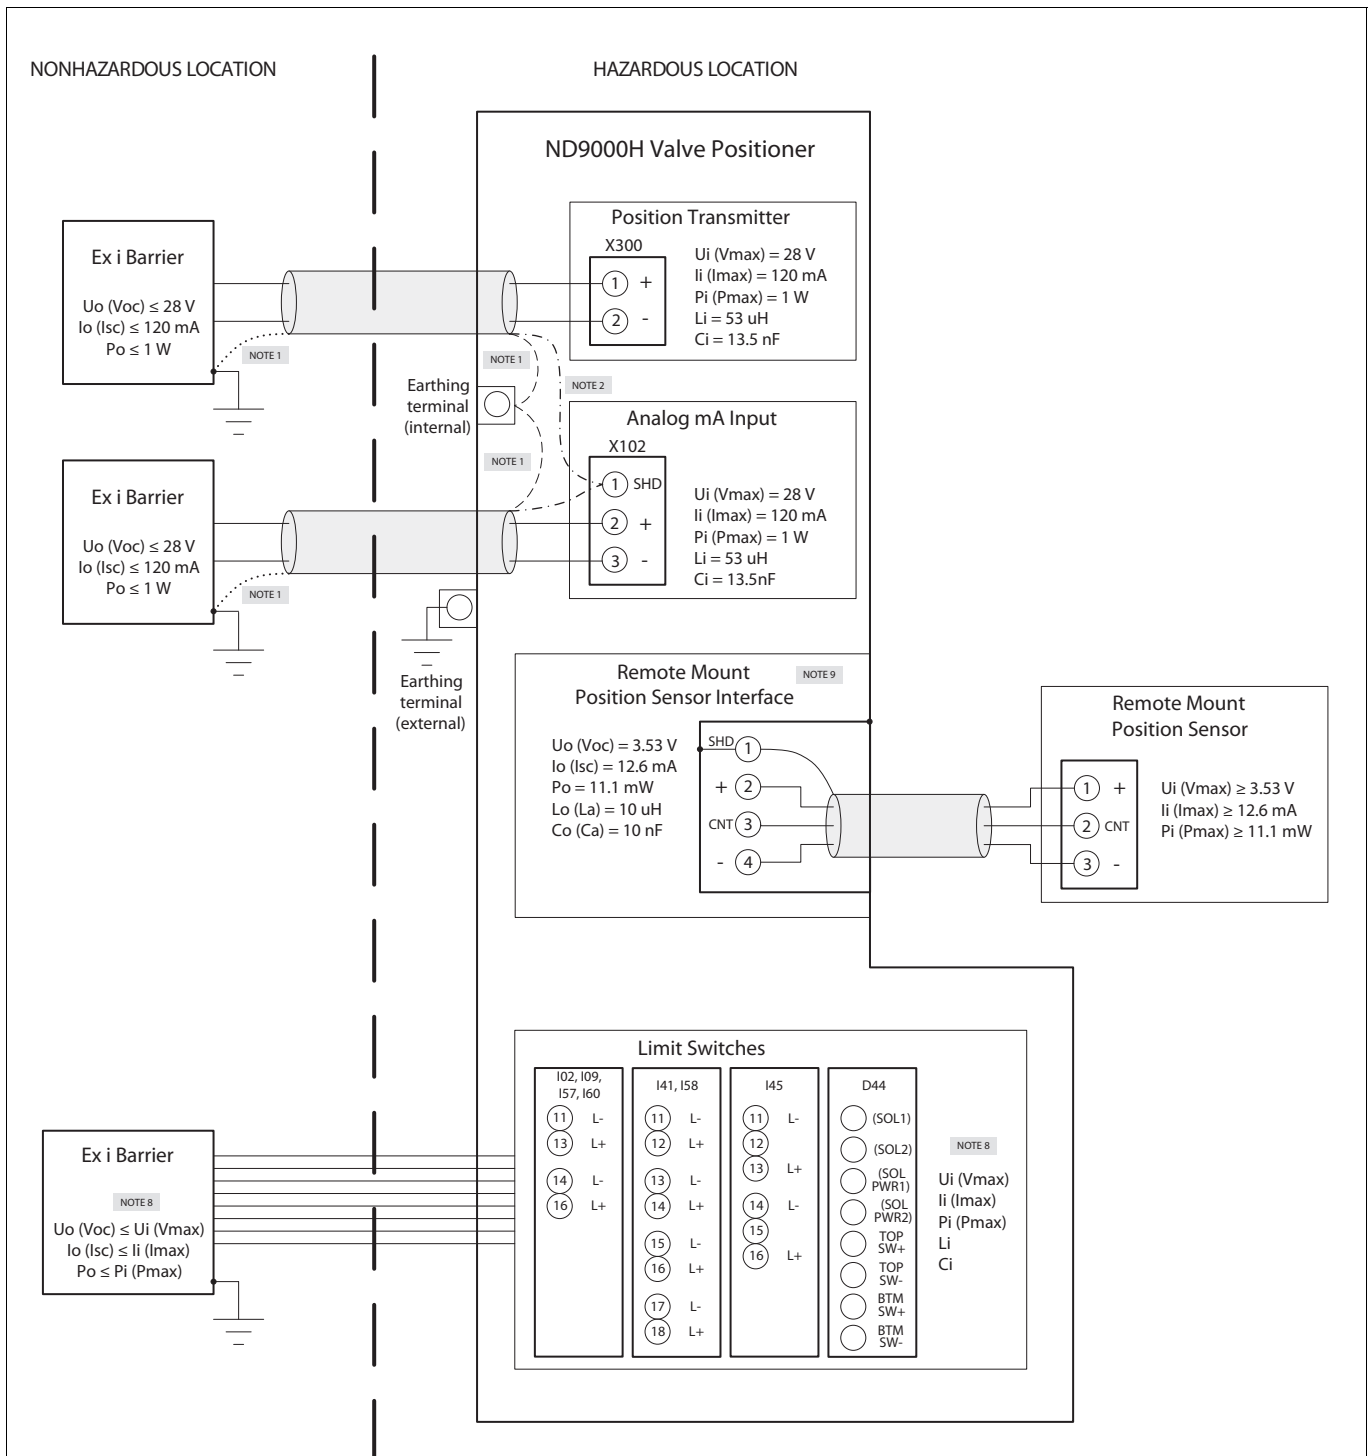 NONHAZARDOUS LOCATION
HAZARDOUS LOCATION
ND9000H Valve Positioner
Ex i Barrier
Uo (Voc) ≤ 28 V
Io (Isc) ≤ 120 mA
Po ≤ 1 W
NOTE 1
Position Transmitter
X300
1 +
2 -
Ui (Vmax) = 28 V
Ii (Imax) = 120 mA
Pi (Pmax) = 1 W
Li = 53 uH
Ci = 13.5 nF
NOTE 1
NOTE 2
Earthing
terminal
(internal)
NOTE 1
Ex i Barrier
Uo (Voc) ≤ 28 V
Io (Isc) ≤ 120 mA
Po ≤ 1 W
NOTE 1
Analog mA Input
X102
1 SHD
2 +
3 -
Ui (Vmax) = 28 V
Ii (Imax) = 120 mA
Pi (Pmax) = 1 W
Li = 53 uH
Ci = 13.5nF
Earthing
terminal
(external)
Remote Mount
Position Sensor Interface
NOTE 9
Uo (Voc) = 3.53 V
Io (Isc) = 12.6 mA
Po = 11.1 mW
Lo (La) = 10 uH
Co (Ca) = 10 nF
SHD 1
+ 2
CNT 3
- 4
Remote Mount
Position Sensor
1 +
2 CNT
3 -
Ui (Vmax) ≥ 3.53 V
Ii (Imax) ≥ 12.6 mA
Pi (Pmax) ≥ 11.1 mW
Ex i Barrier
NOTE 8
Uo (Voc) ≤ Ui (Vmax)
Io (Isc) ≤ Ii (Imax)
Po ≤ Pi (Pmax)
Limit Switches
I02, I09,
I57, I60
11 L-
13 L+
14 L-
16 L+
I41, I58
11 L-
12 L+
13 L-
14 L+
15 L-
16 L+
17 L-
18 L+
I45
11 L-
12
13 L+
14 L-
15
16 L+
D44
(SOL1)
(SOL2)
(SOL
PWR1)
(SOL
PWR2)
TOP
SW+
TOP
SW-
BTM
SW+
BTM
SW-
NOTE 8
Ui (Vmax)
Ii (Imax)
Pi (Pmax)
Li
Ci